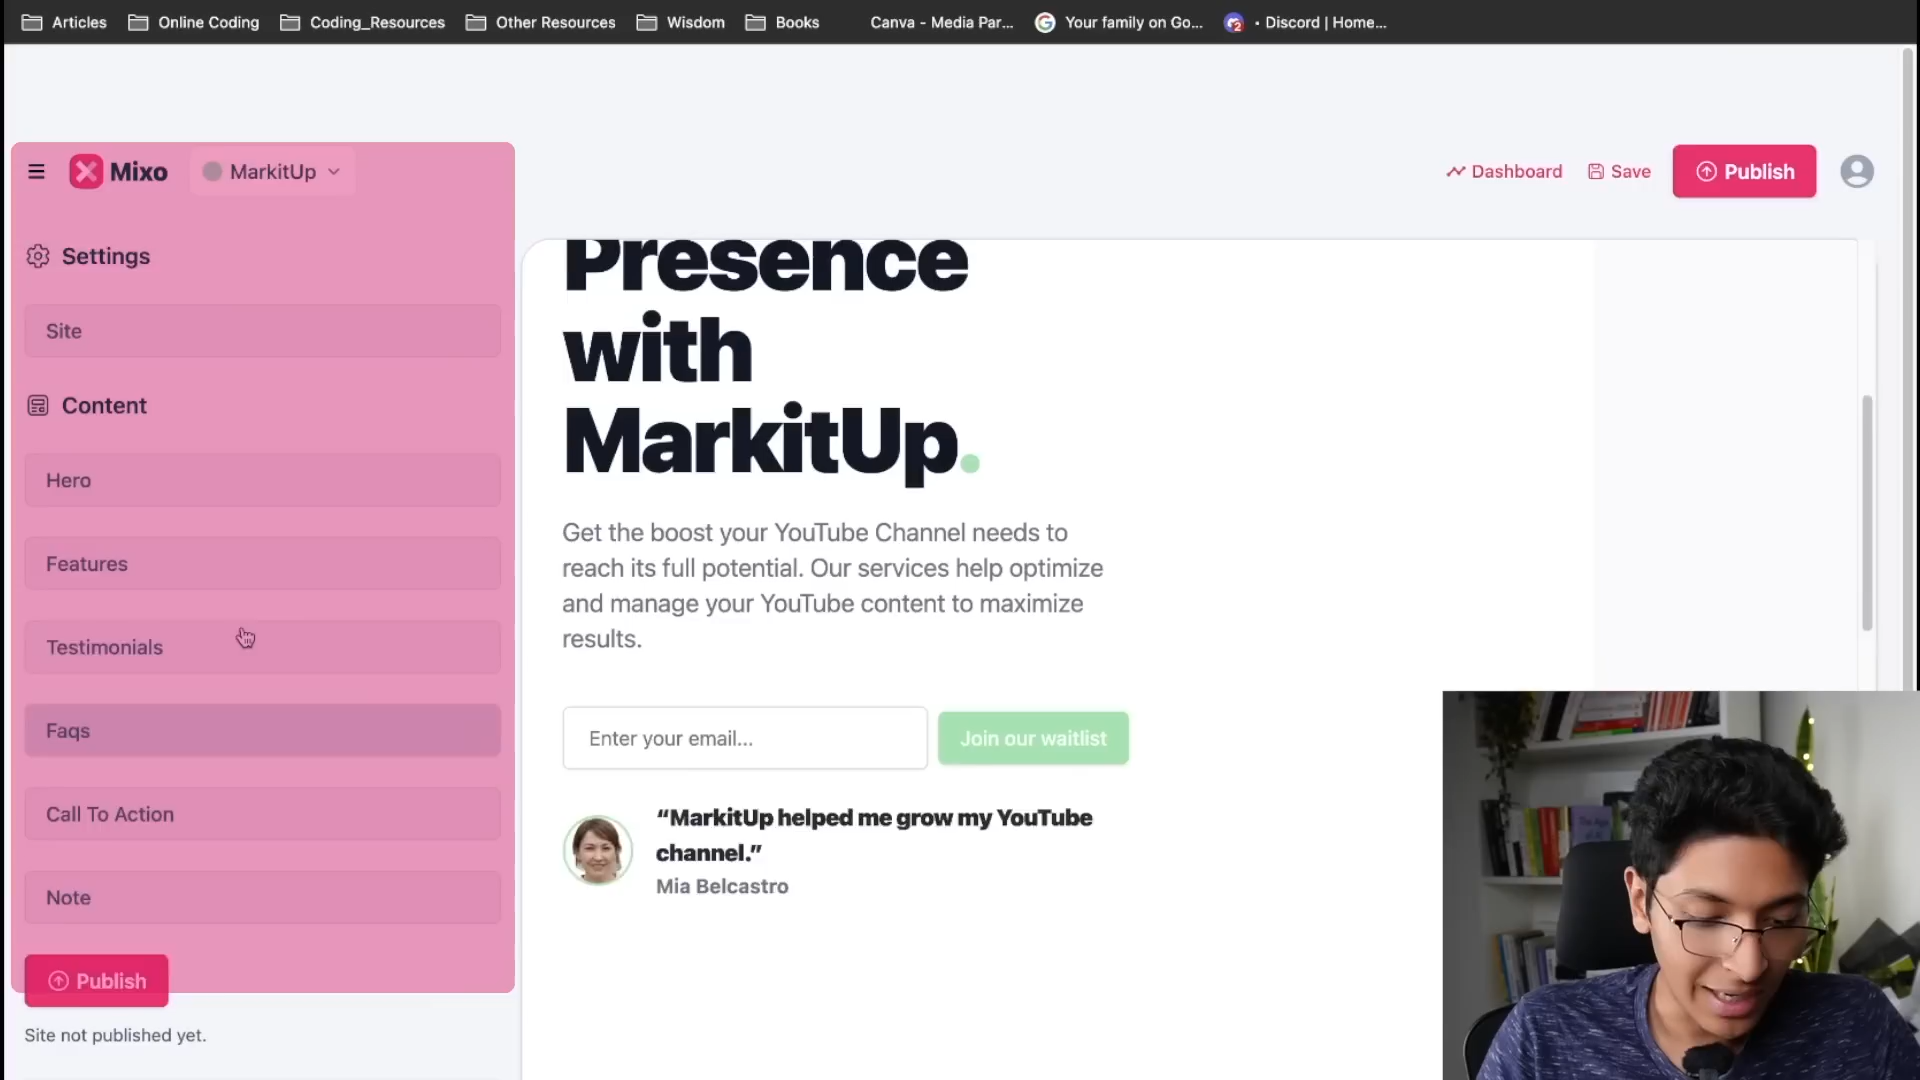 Articles
Online Coding
Coding_Resources
Other Resources
Wisdom
Books
Canva - Media Par...
Your family on Go...
2
• Discord | Home...
Mixo
MarkitUp
Dashboard
Save
Publish
Settings
Site
Content
Hero
Features
Testimonials
Faqs
Call To Action
Note
Publish
Site not published yet.
Presence
with
MarkitUp.
Get the boost your YouTube Channel needs to
reach its full potential. Our services help optimize
and manage your YouTube content to maximize
results.
Enter your email...
Join our waitlist
“MarkitUp helped me grow my YouTube
channel.”
Mia Belcastro